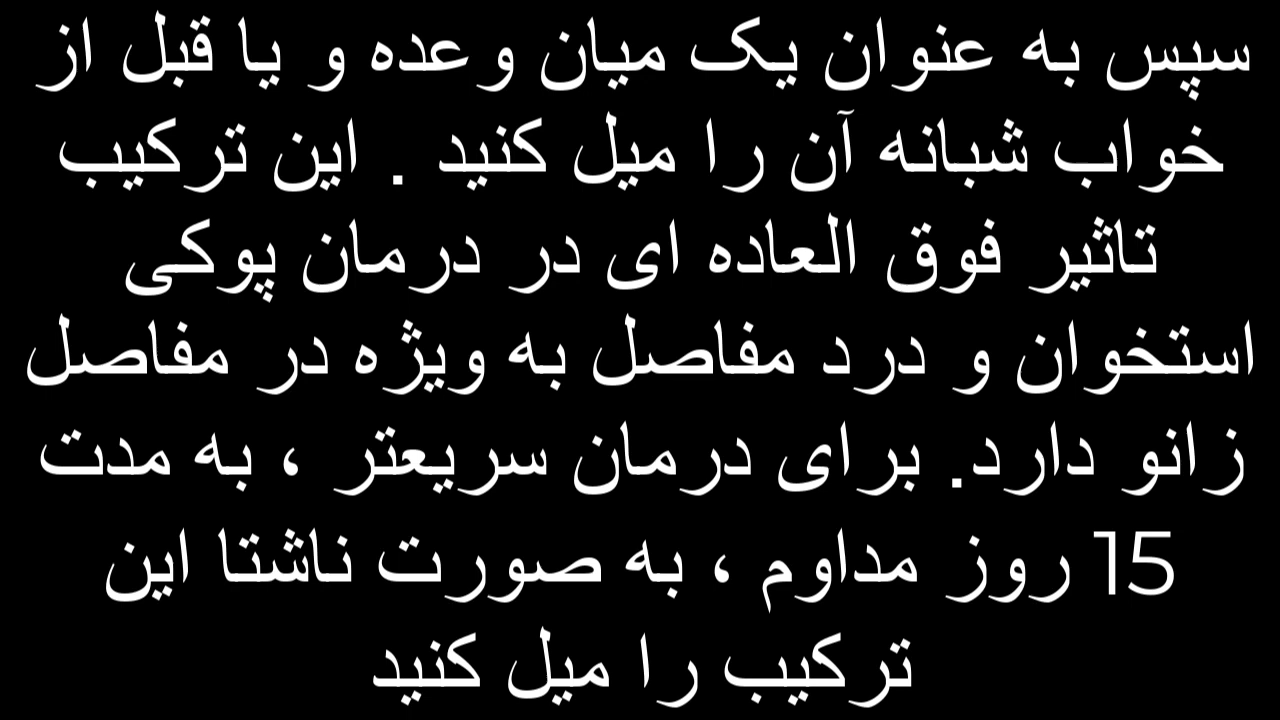 سپس به عنوان یک میان وعده و یا قبل از
خواب شبانه آن را میل کنید . این ترکیب
تاثیر فوق العاده ای در درمان پوکی
استخوان و درد مفاصل به ویژه در مفاصل
زانو دارد. برای درمان سریعتر ، به مدت
15 روز مداوم ، به صورت ناشتا این
ترکیب را میل کنید